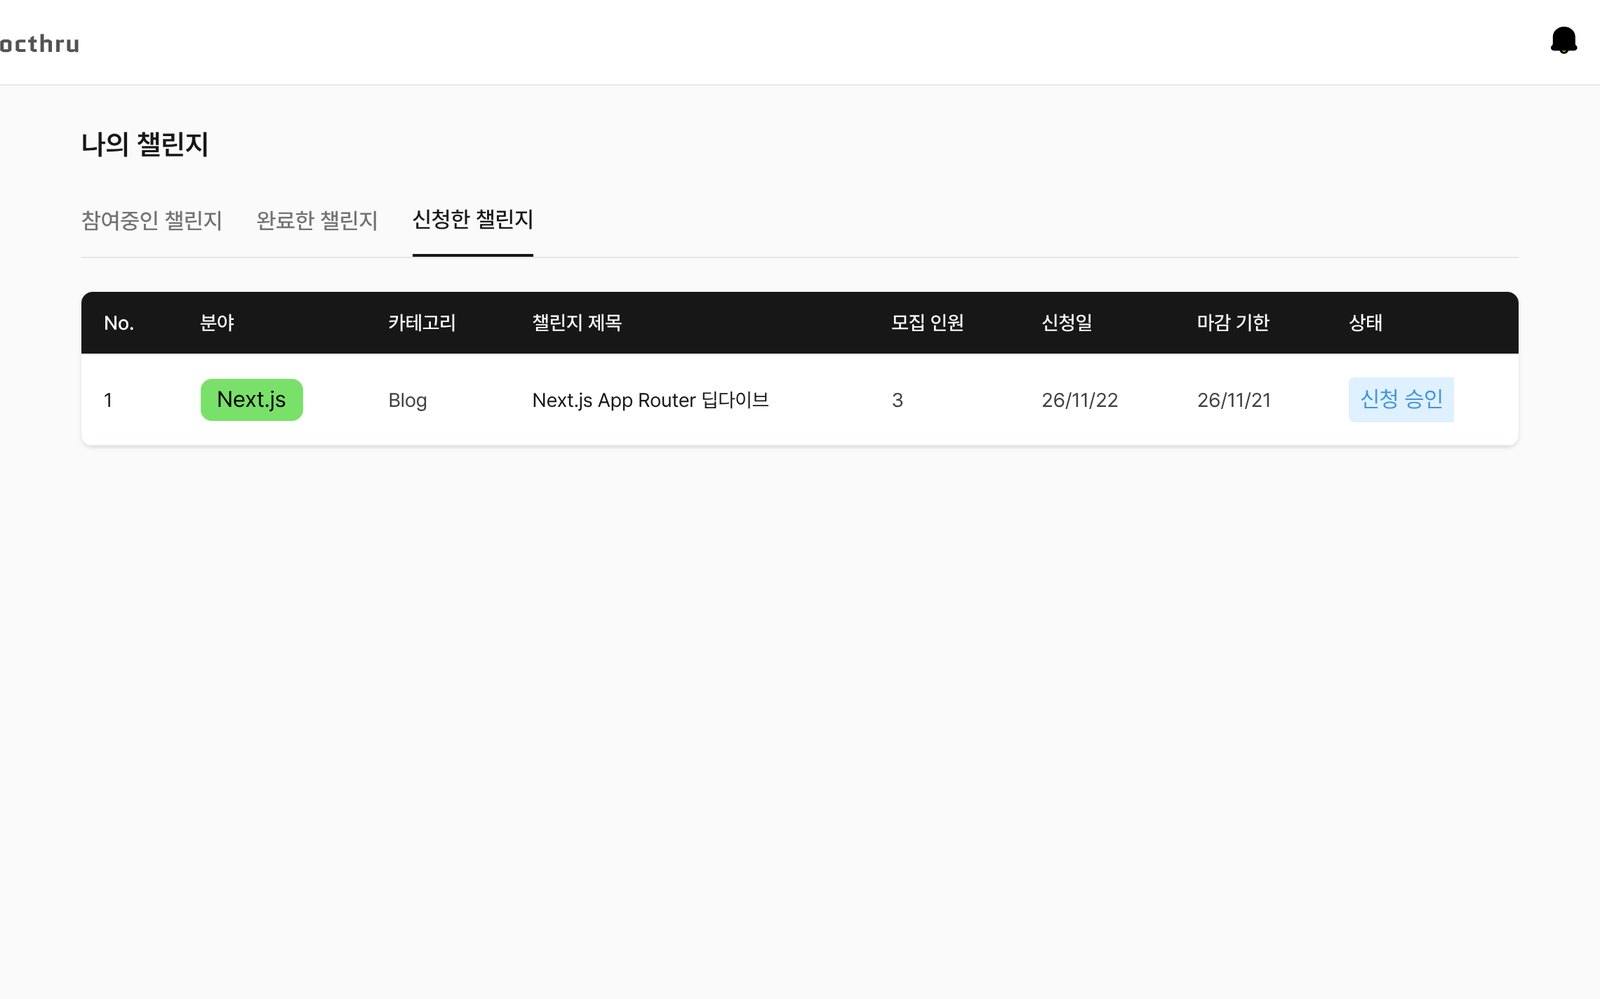 octhru
나의 챌린지
참여중인 챌린지 완료한 챌린지 신청한 챌린지
No. 분야 카테고리 챌린지 제목 모집 인원 신청일 마감 기한 상태
1 Next.js Blog Next.js App Router 딥다이브 3 26/11/22 26/11/21 신청 승인